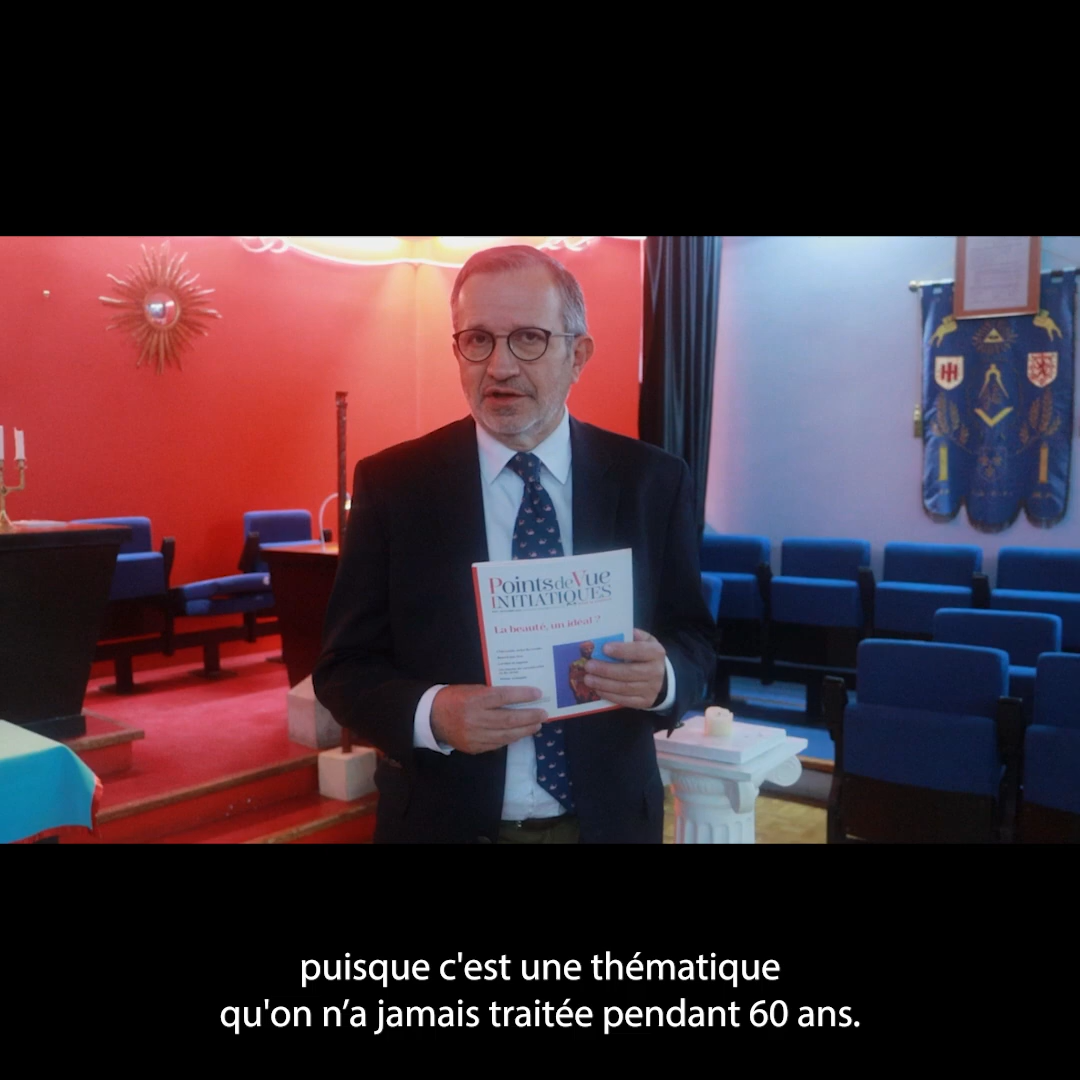 Points de Vue
INITIATIQUES
La beauté, un idéal ?
puisque c'est une thématique
qu'on n’a jamais traitée pendant 60 ans.